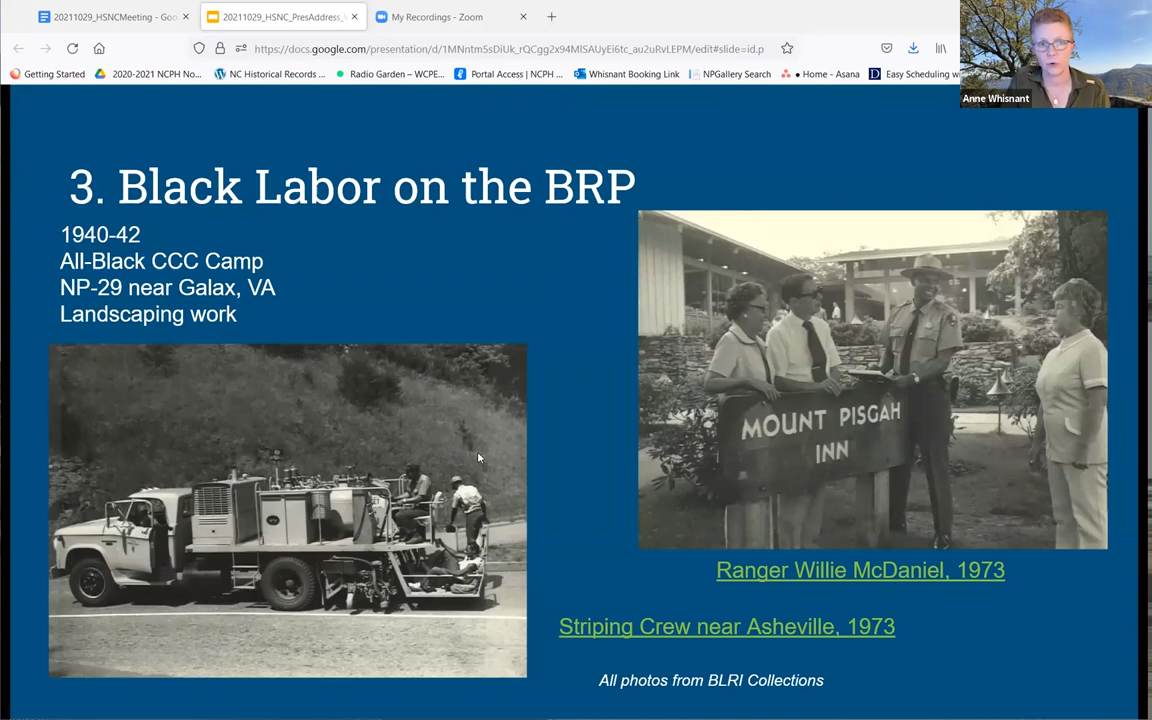 20211029_HSNCMeeting - Goo
20211029_HSNC_PresAddress_
My Recordings - Zoom
https://docs.google.com/presentation/d/1MNntm5sDiUk_rQCgg2x94MlSAUyEi6tc_au2uRvLEPM/edit#slide=id.p
Getting Started
2020-2021 NCPH No...
NC Historical Records ...
Radio Garden – WCPE...
Portal Access | NCPH ...
Whisnant Booking Link
NPGallery Search
● Home - Asana
Easy Scheduling w
Anne Whisnant
3. Black Labor on the BRP
1940-42
All-Black CCC Camp
NP-29 near Galax, VA
Landscaping work
MOUNT PISGAH
INN
Ranger Willie McDaniel, 1973
Striping Crew near Asheville, 1973
All photos from BLRI Collections